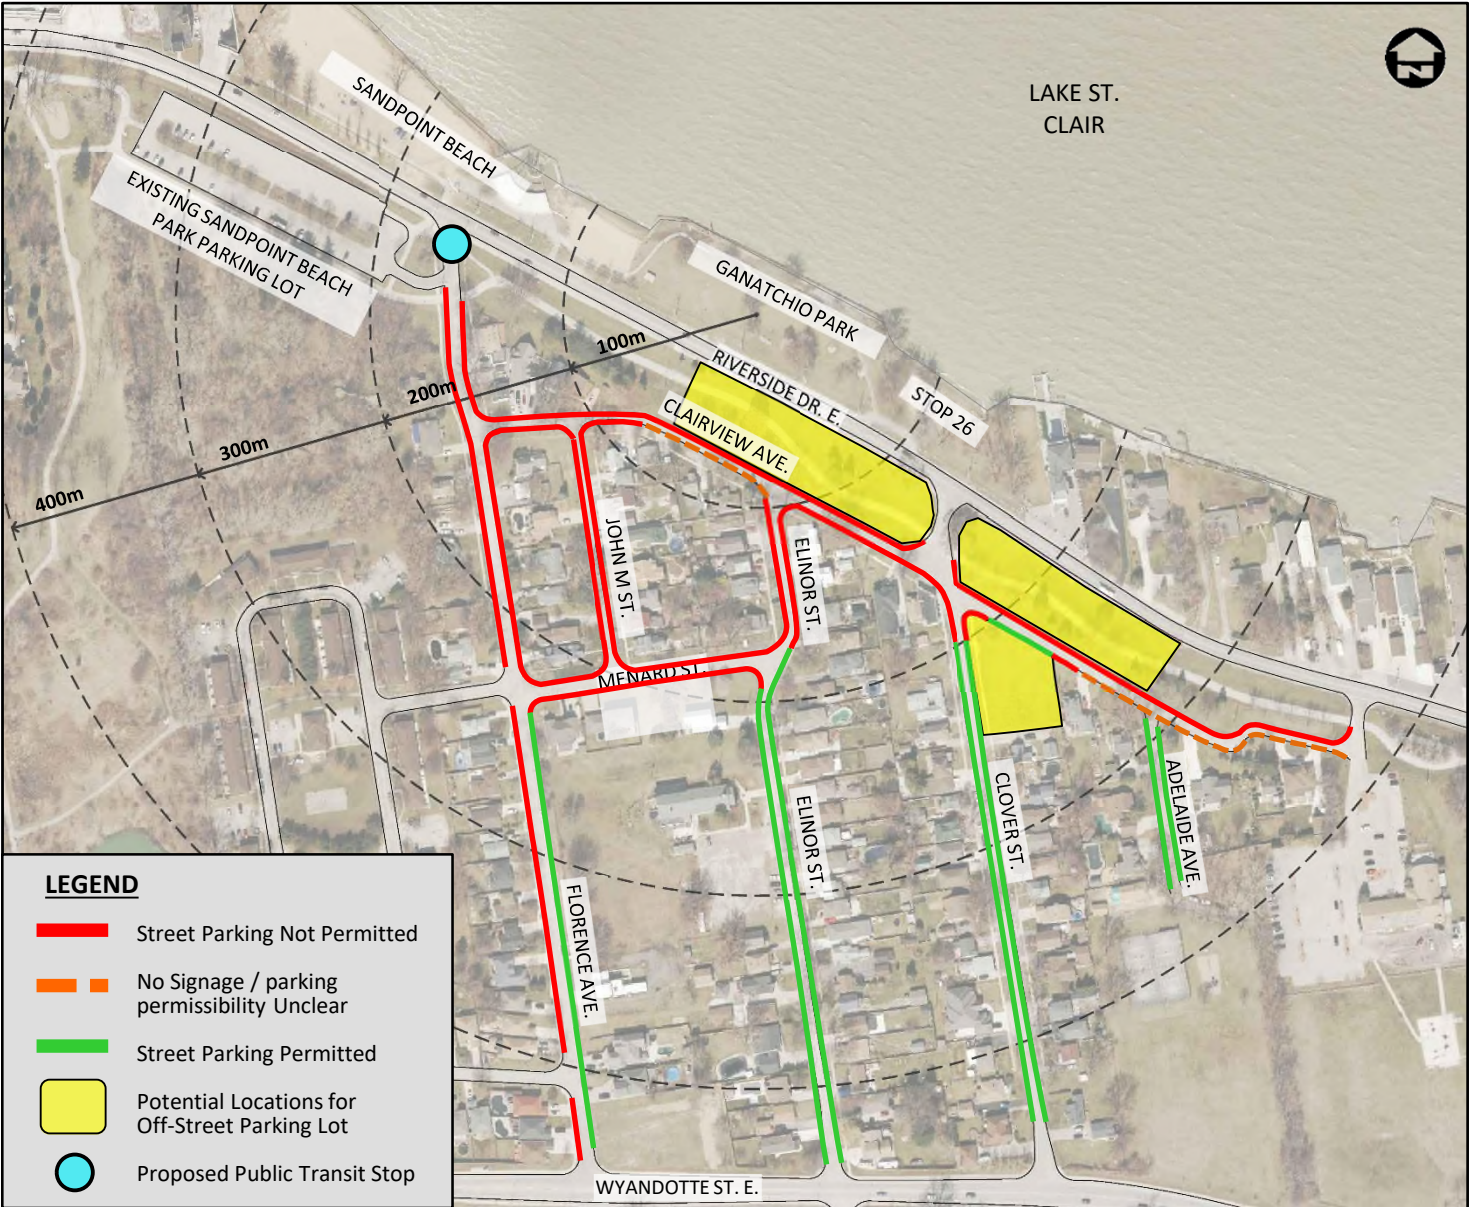 N
LAKE ST.
CLAIR
SANDPOINT BEACH
EXISTING SANDPOINT BEACH
PARK PARKING LOT
GANATCHIO PARK
100m
200m
300m
400m
RIVERSIDE DR. E.
STOP 26
CLAIRVIEW AVE.
JOHN M ST.
ELINOR ST.
MENARD ST.
ELINOR ST.
CLOVER ST.
ADELAIDE AVE.
FLORENCE AVE.
WYANDOTTE ST. E.
LEGEND
Street Parking Not Permitted
No Signage / parking
permissibility Unclear
Street Parking Permitted
Potential Locations for
Off-Street Parking Lot
Proposed Public Transit Stop